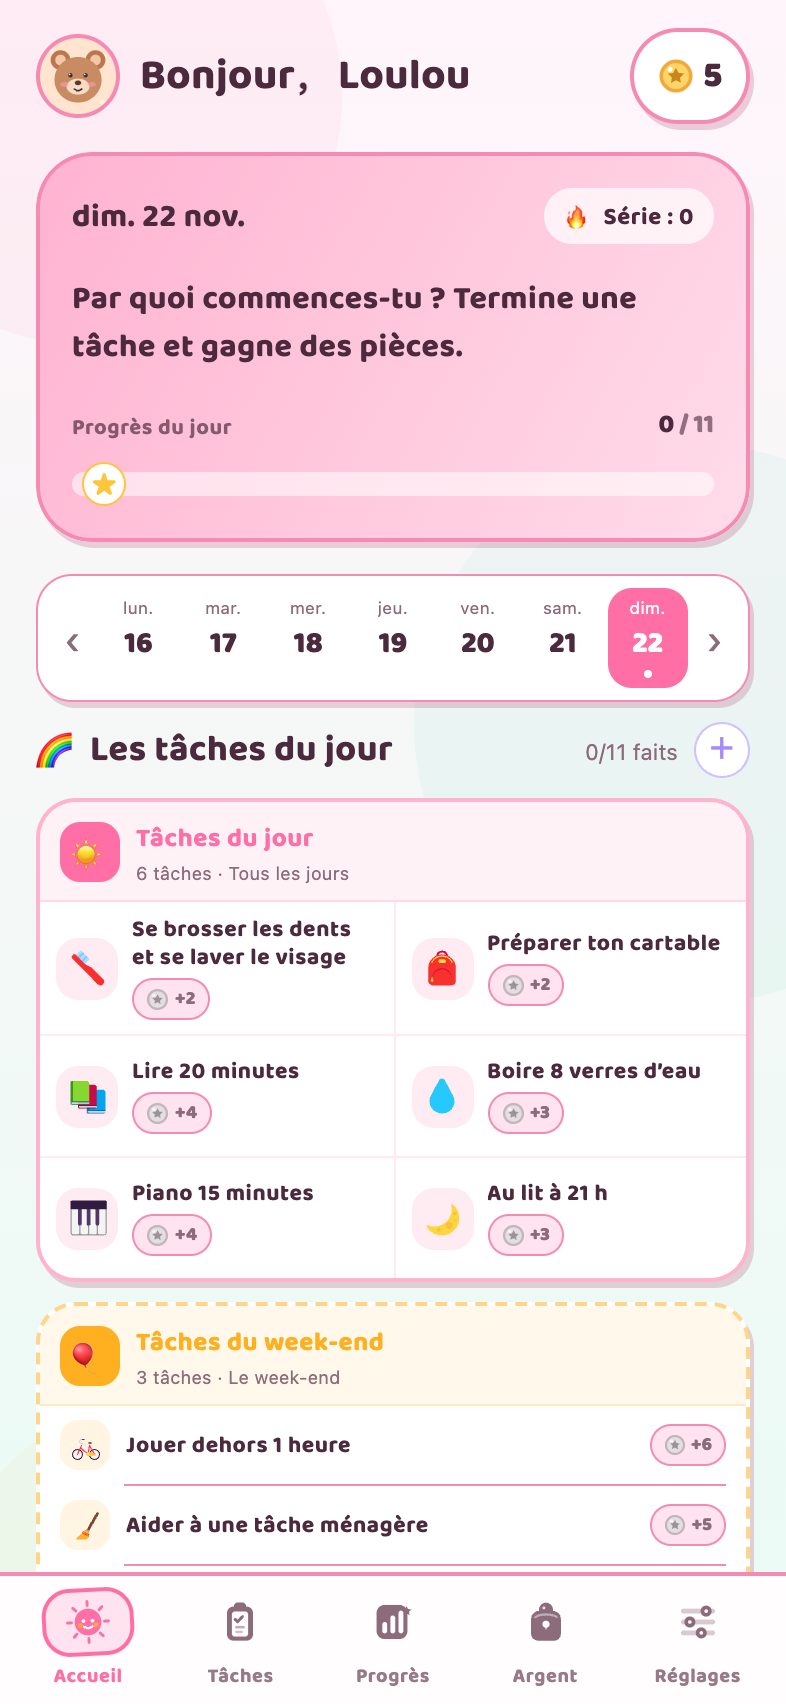 Bonjour, Loulou
5
dim. 22 nov.
Série : 0
Par quoi commences-tu ? Termine une
tâche et gagne des pièces.
Progrès du jour
0 / 11
lun. mar. mer. jeu. ven. sam. dim.
‹ 16 17 18 19 20 21 22 ›
Les tâches du jour
0/11 faits
+
Tâches du jour
6 tâches · Tous les jours
Se brosser les dents
et se laver le visage
+2
Préparer ton cartable
+2
Lire 20 minutes
+4
Boire 8 verres d’eau
+3
Piano 15 minutes
+4
Au lit à 21 h
+3
Tâches du week-end
3 tâches · Le week-end
Jouer dehors 1 heure
+6
Aider à une tâche ménagère
+5
Accueil
Tâches
Progrès
Argent
Réglages